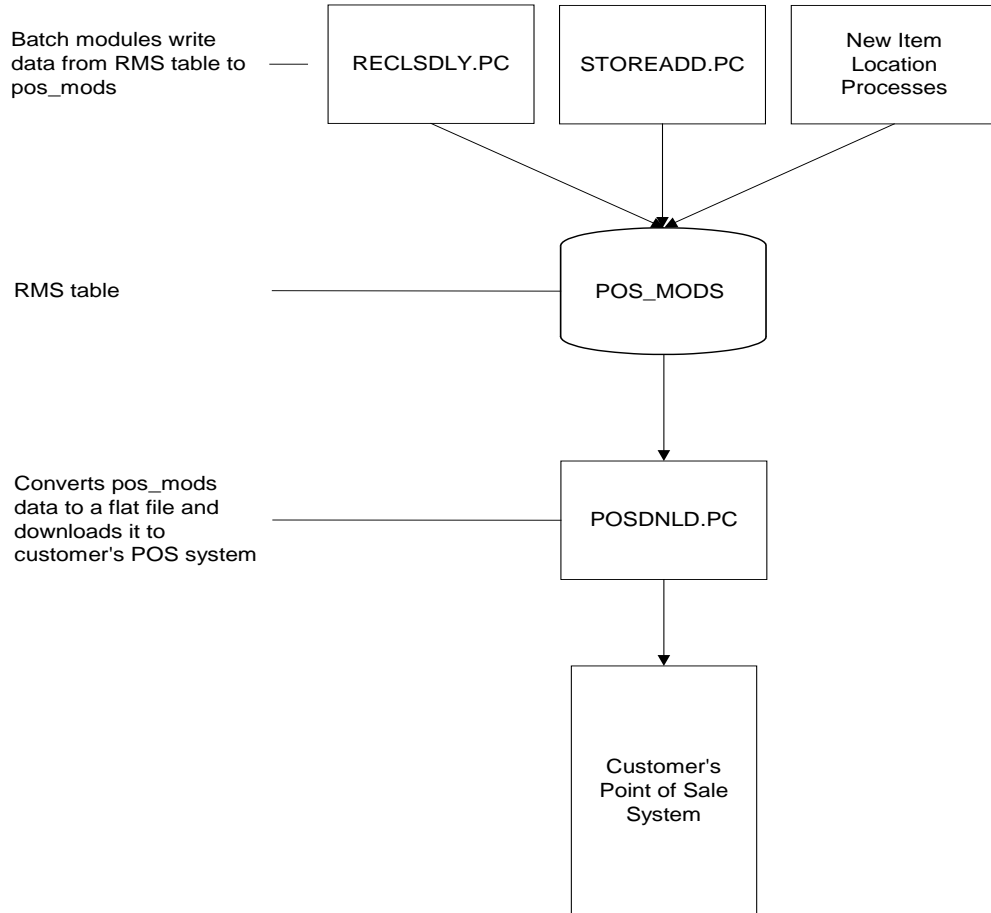 Batch modules write
data from RMS table to
pos_mods
RECLSDLY.PC
STOREADD.PC
New Item
Location
Processes
RMS table
POS_MODS
Converts pos_mods
data to a flat file and
downloads it to
customer's POS system
POSDNLD.PC
Customer's
Point of Sale
System